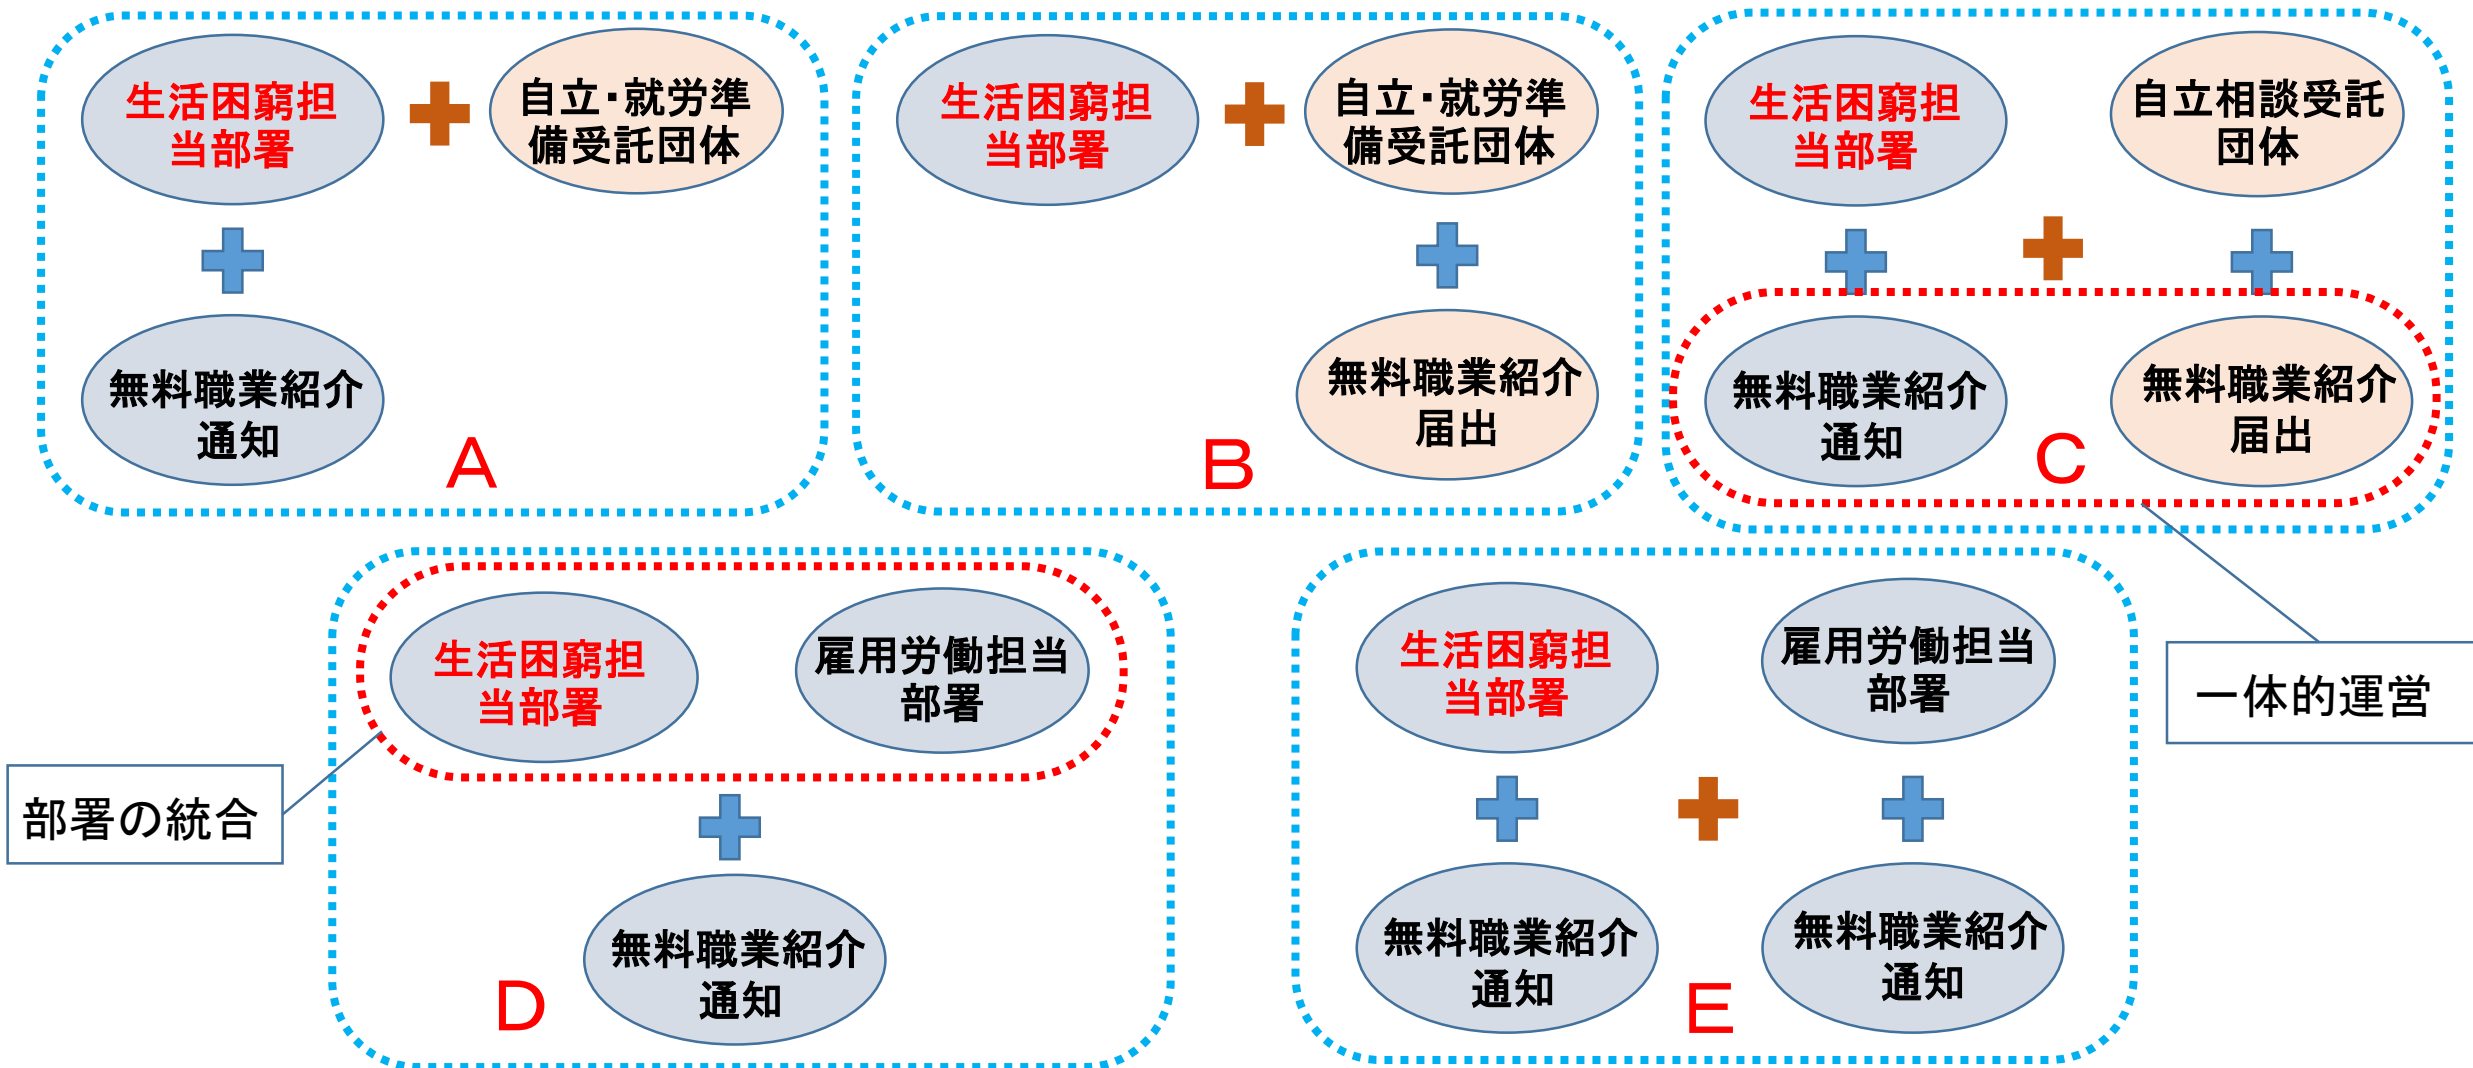 生活困窮担
当部署
自立・就労準
備受託団体
無料職業紹介
通知
A
生活困窮担
当部署
自立・就労準
備受託団体
無料職業紹介
届出
B
生活困窮担
当部署
自立相談受託
団体
無料職業紹介
通知
無料職業紹介
届出
C
一体的運営
生活困窮担
当部署
雇用労働担当
部署
部署の統合
無料職業紹介
通知
D
生活困窮担
当部署
雇用労働担当
部署
無料職業紹介
通知
無料職業紹介
通知
E